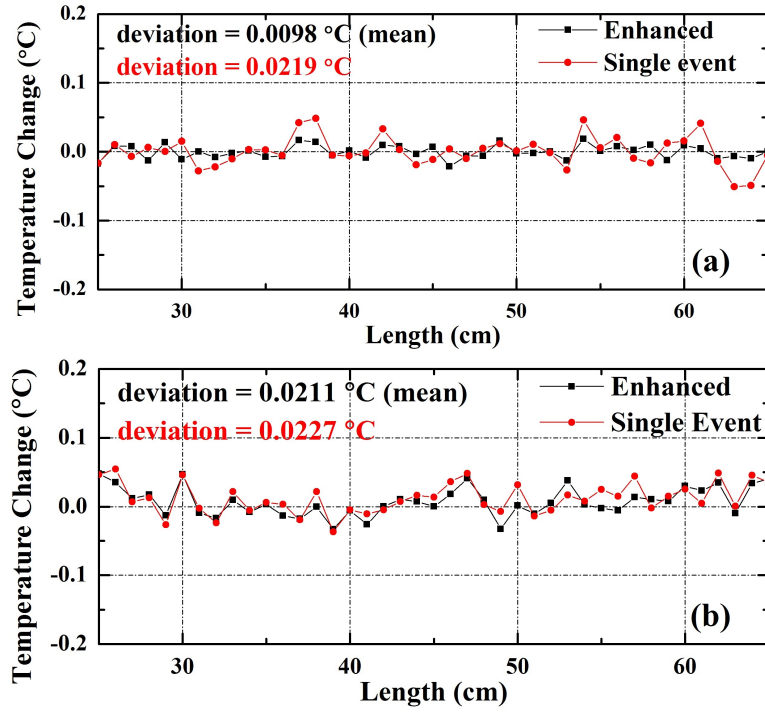 deviation = 0.0098 °C (mean)
deviation = 0.0219 °C
Enhanced
Single event
0.2
0.1
0.0
-0.1
-0.2
Temperature Change (°C)
(a)
30
40
50
60
Length (cm)
deviation = 0.0211 °C (mean)
deviation = 0.0227 °C
Enhanced
Single Event
0.2
0.1
0.0
-0.1
-0.2
Temperature Change (°C)
(b)
30
40
50
60
Length (cm)